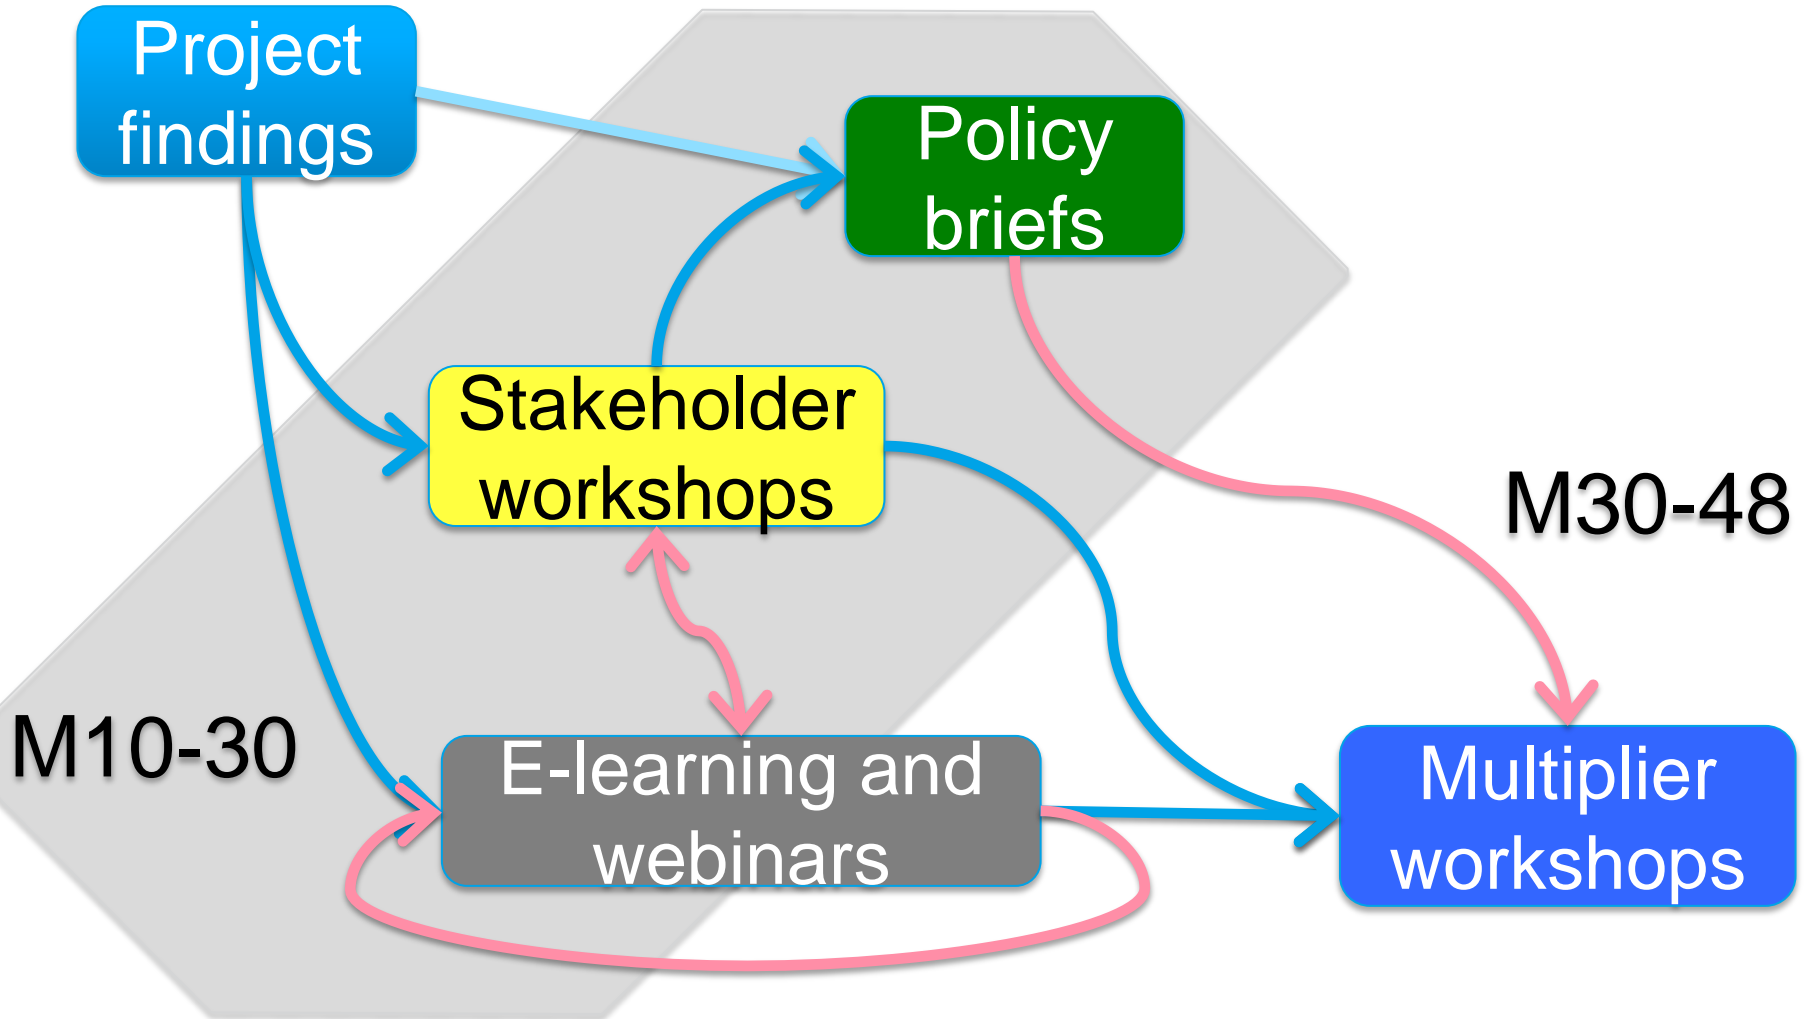 Project
findings
Policy
briefs
Stakeholder
workshops
M30-48
M10-30
E-learning and
webinars
Multiplier
workshops